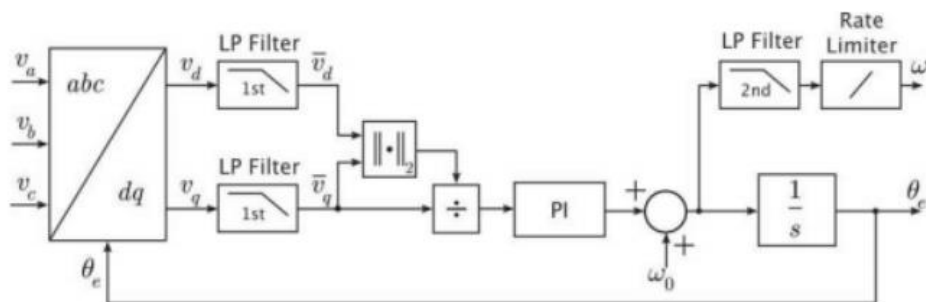 LP Filter
LP Filter
Rate
Limiter
v_a
abc
v_d
1st
v̅_d
2nd
ω
v_b
‖•‖_2
LP Filter
v_c
dq
v_q
1st
v̅_q
÷
PI
+
1/s
θ_e
+
θ_e
ω_0